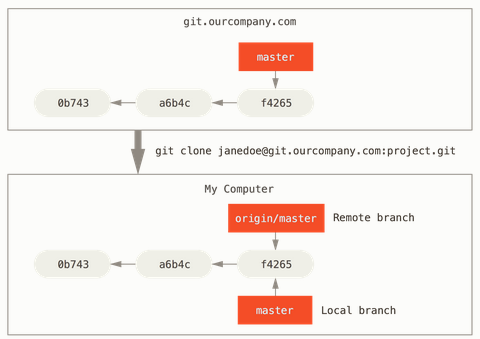 git.ourcompany.com
master
0b743 a6b4c f4265
git clone janedoe@git.ourcompany.com:project.git
My Computer
origin/master Remote branch
0b743 a6b4c f4265
master Local branch